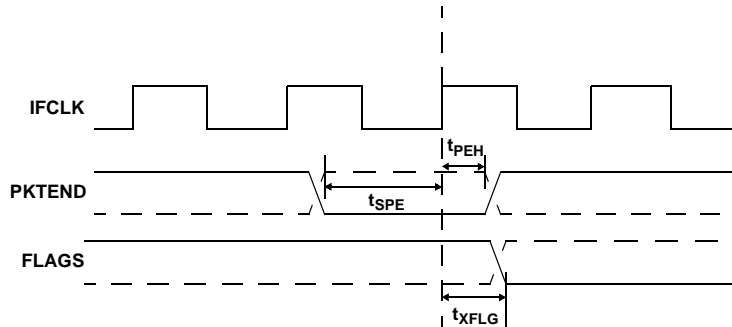 IFCLK
tPEH
PKTEND
tSPE
FLAGS
tXFLG